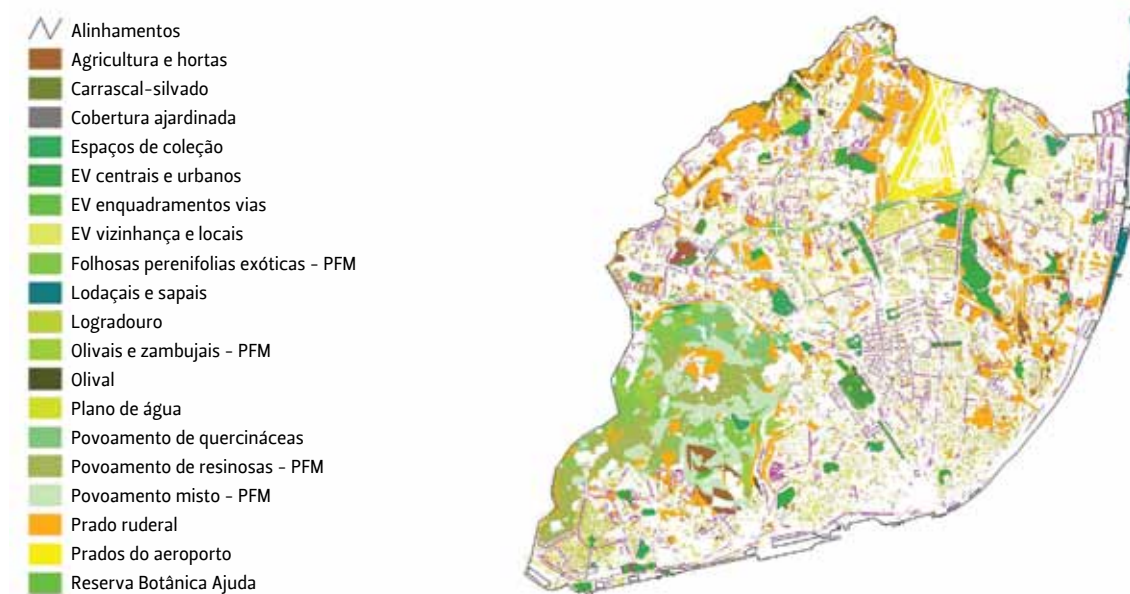 Alinhamentos
Agricultura e hortas
Carrascal-silvado
Cobertura ajardinada
Espaços de coleção
EV centrais e urbanos
EV enquadramentos vias
EV vizinhança e locais
Folhosas perenifolias exóticas - PFM
Lodaçais e sapais
Logradouro
Olivais e zambujais - PFM
Olival
Plano de água
Povoamento de quercináceas
Povoamento de resinosas - PFM
Povoamento misto - PFM
Prado ruderal
Prados do aeroporto
Reserva Botânica Ajuda